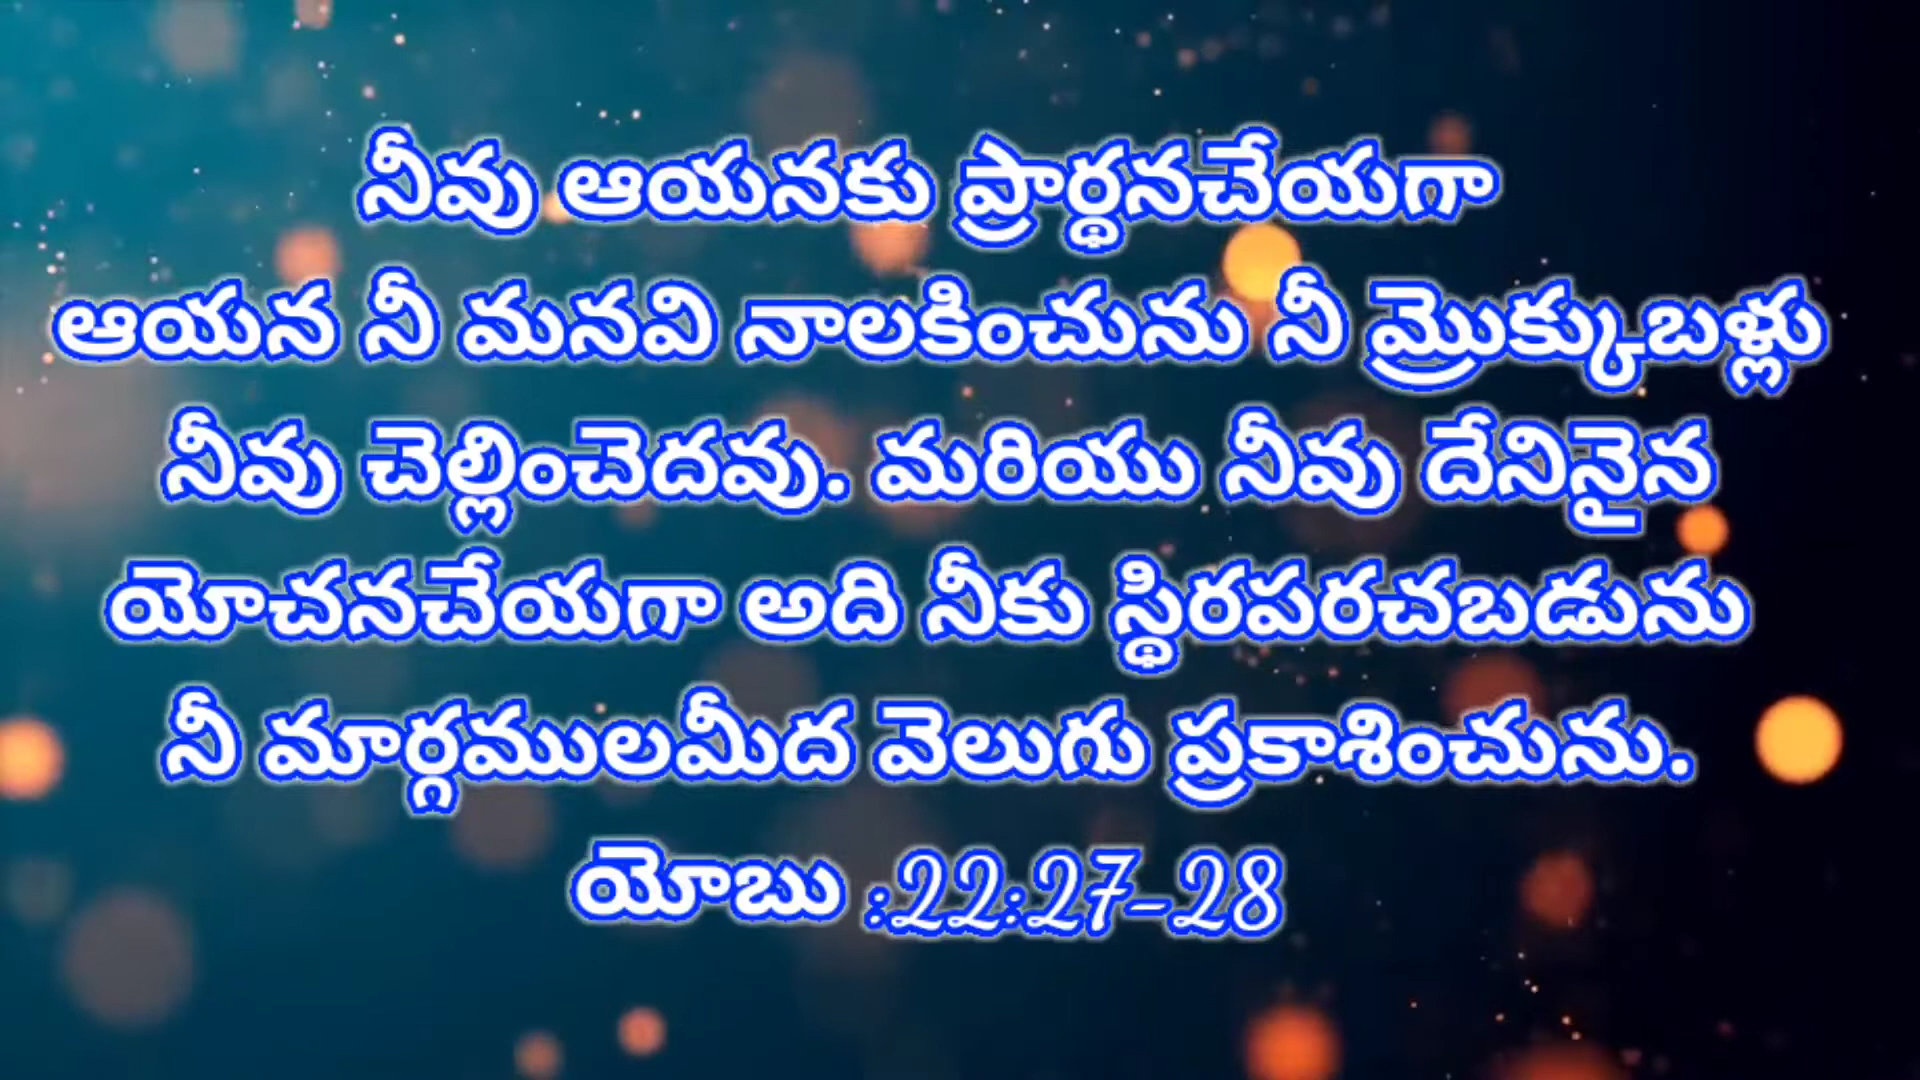 నీవు ఆయనకు ప్రార్థనచేయగా
ఆయన నీ మనవి నాలకించును నీ మ్రొక్కుబళ్లు
నీవు చెల్లించెదవు. మరియు నీవు దేనినైన
యోచనచేయగా అది నీకు స్థిరపరచబడును
నీ మార్గములమీద వెలుగు ప్రకాశించును.
యోబు :22:27-28